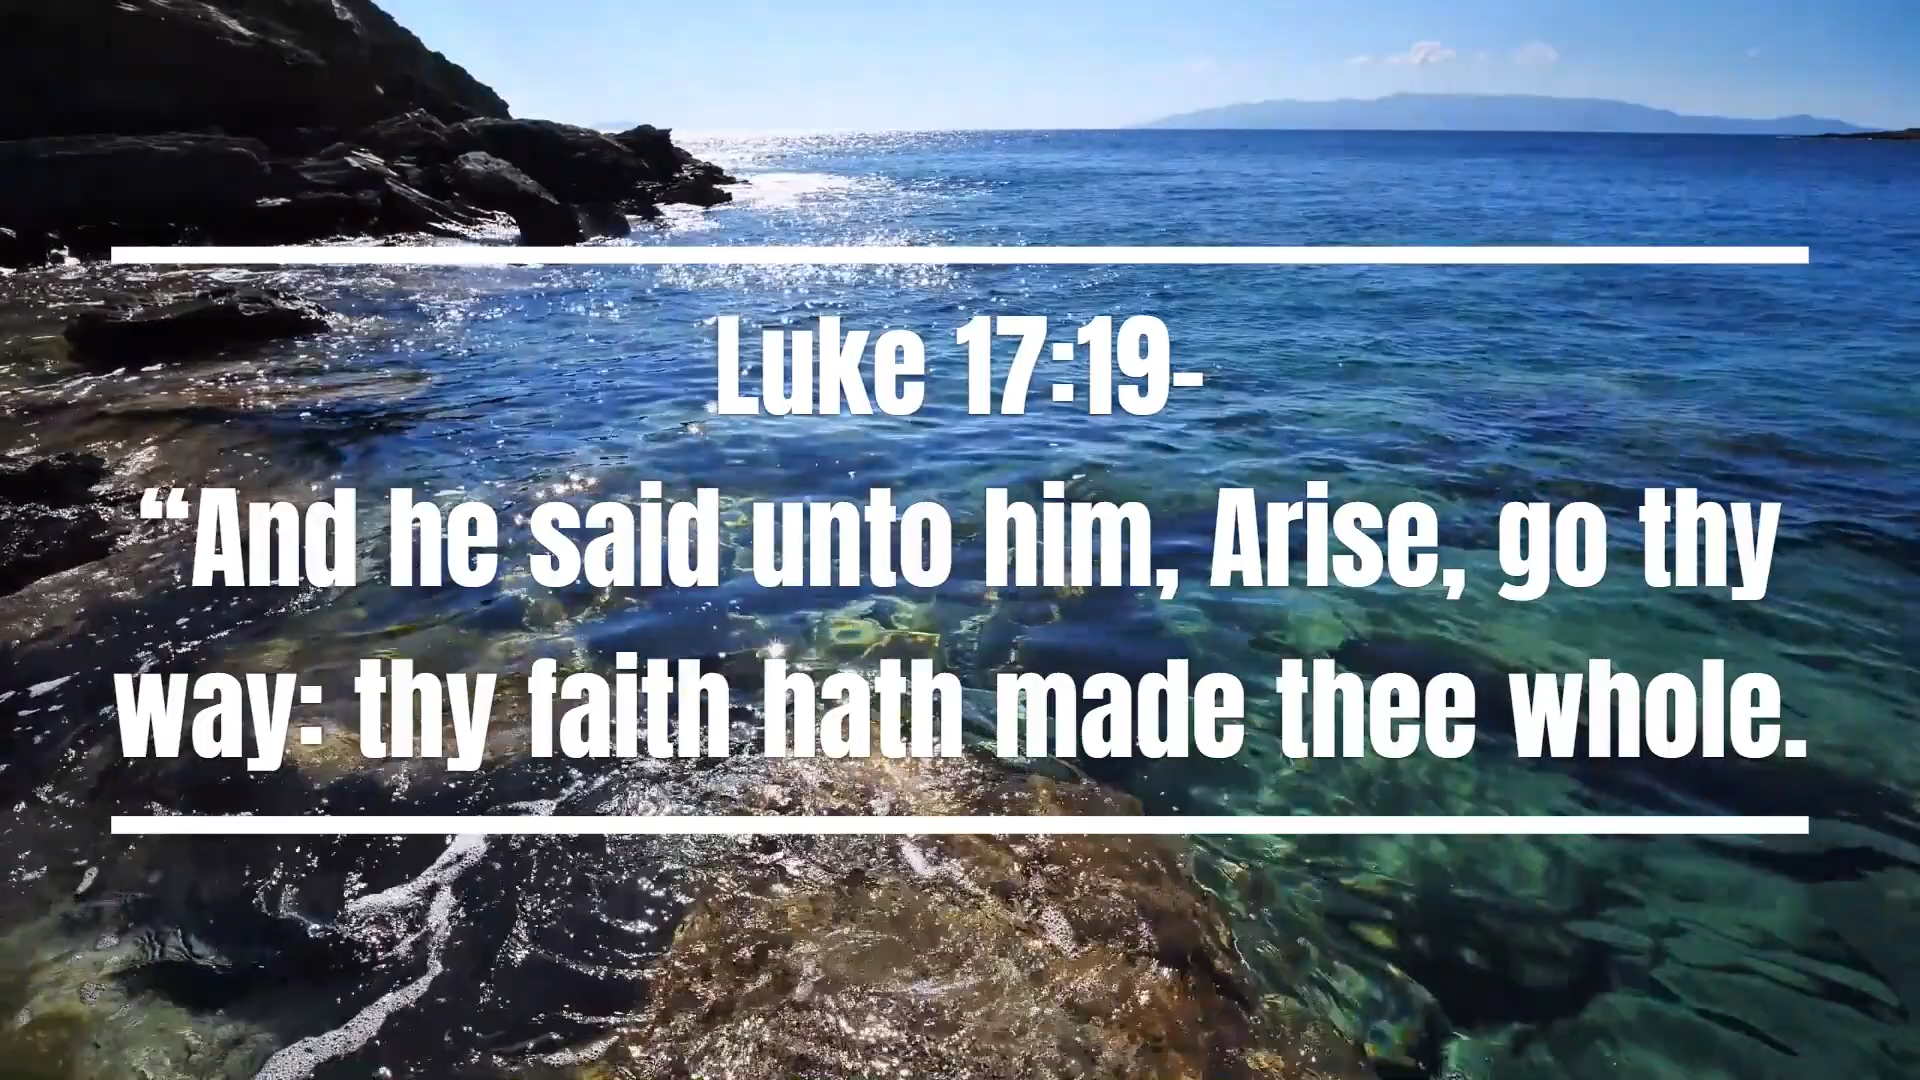 Luke 17:19-
“And he said unto him, Arise, go thy
way: thy faith hath made thee whole.